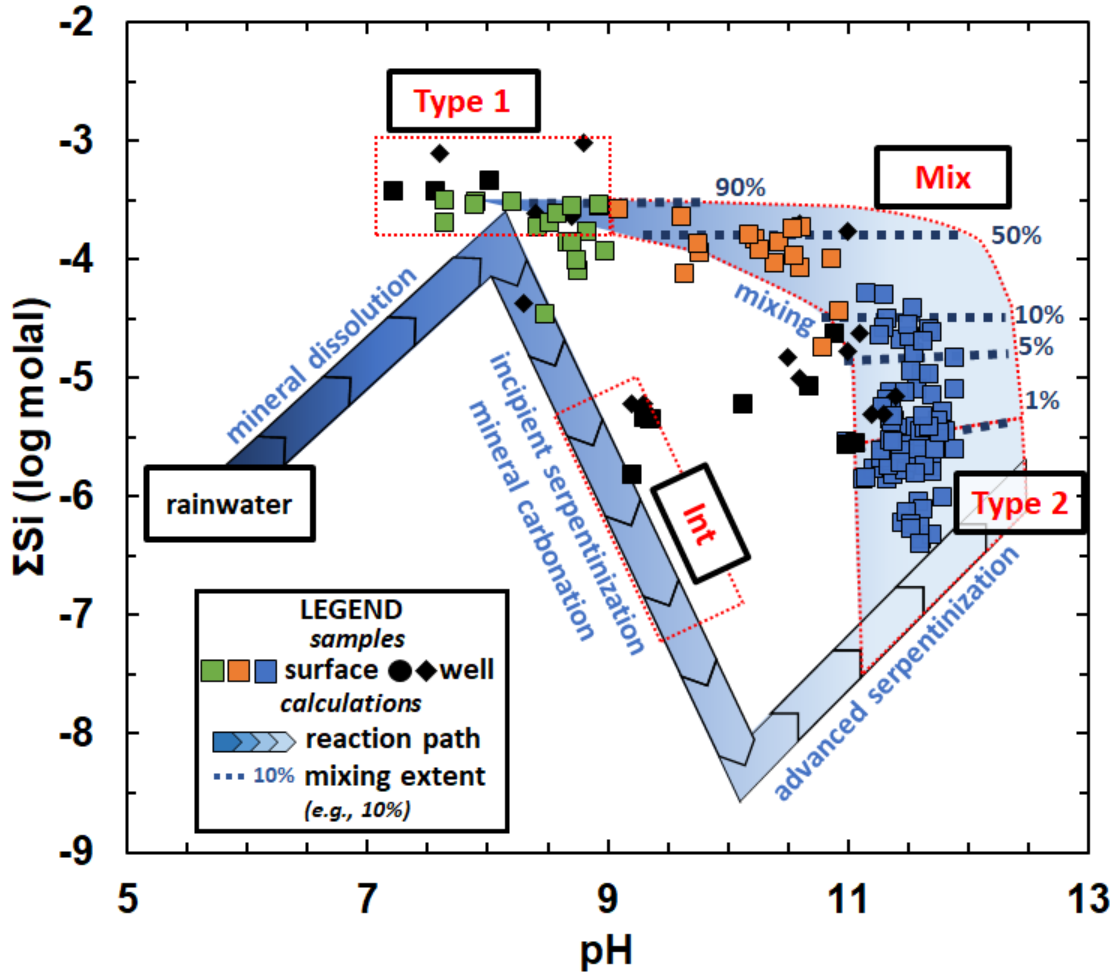 -2
-3
-4
-5
-6
-7
-8
-9
ΣSi (log molal)
5
7
9
11
13
pH
Type 1
Mix
90%
50%
10%
5%
1%
mixing
mineral dissolution
rainwater
incipient serpentinization
mineral carbonation
Int
Type 2
advanced serpentinization
LEGEND
samples
surface
well
calculations
reaction path
10% mixing extent
(e.g., 10%)